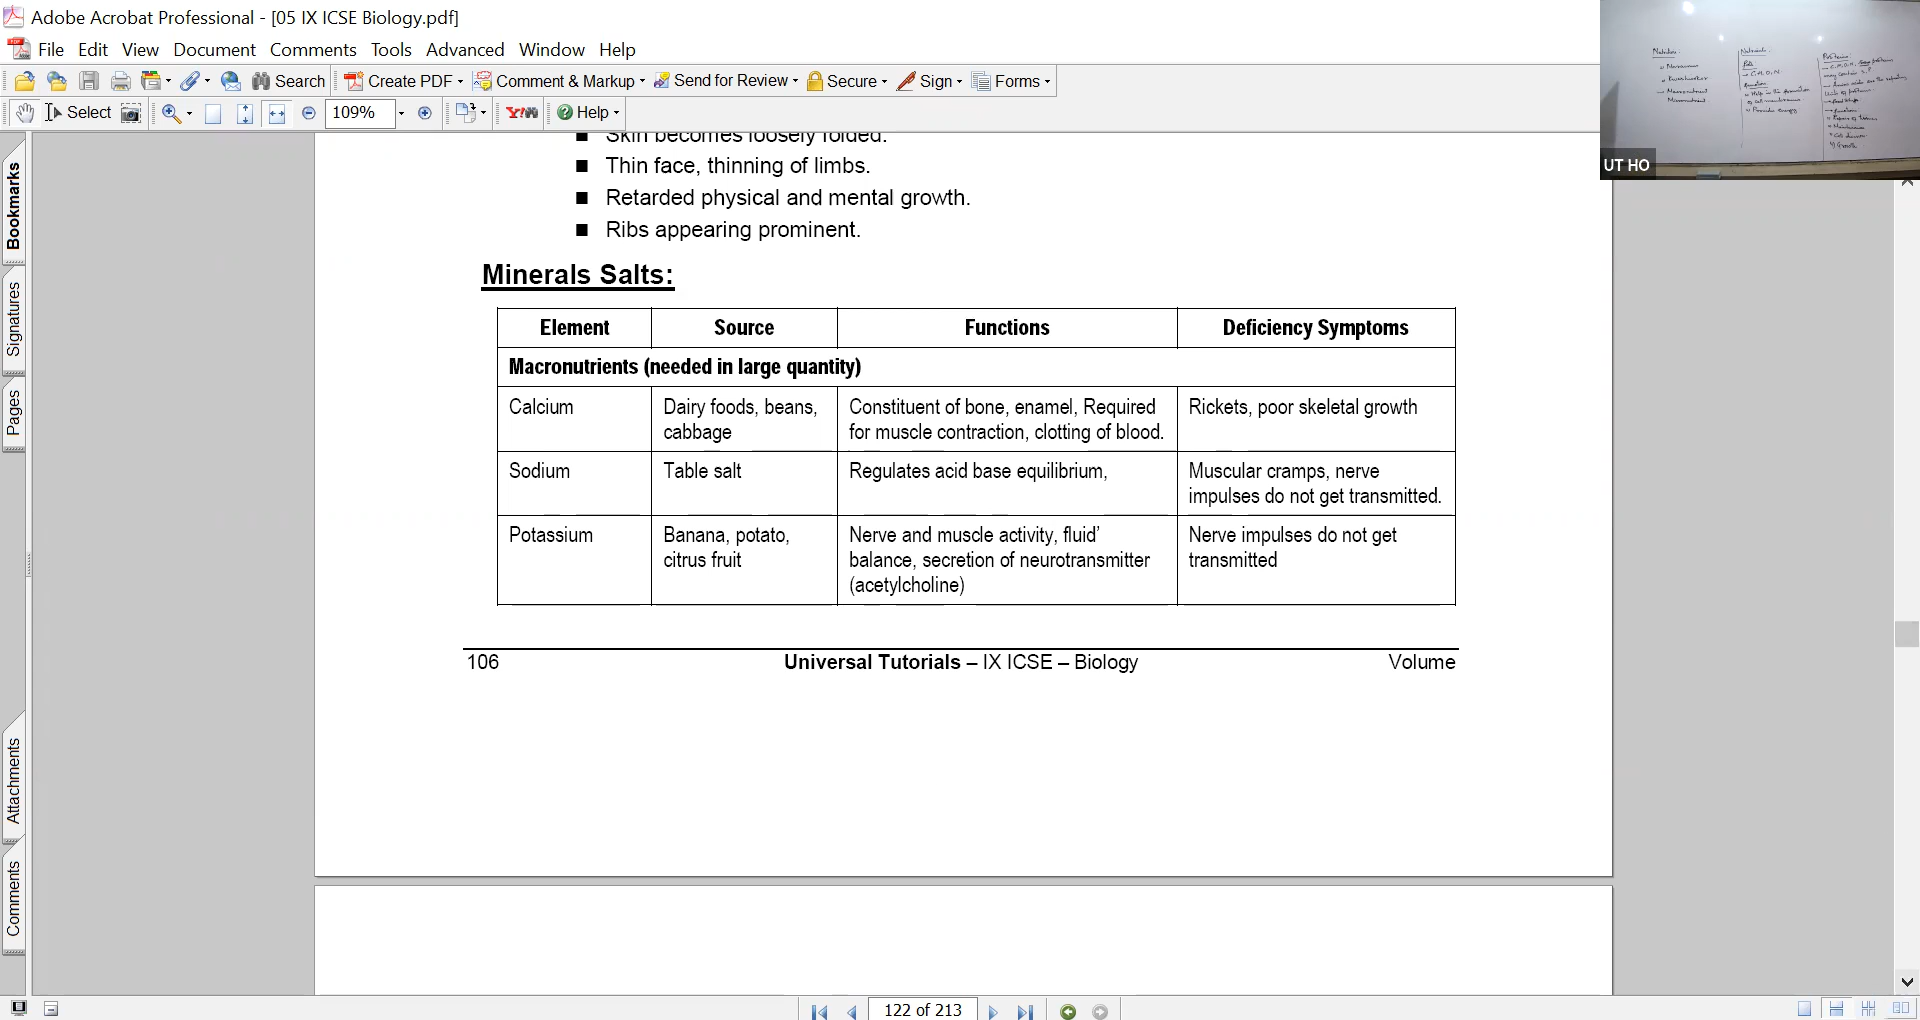 Adobe Acrobat Professional - [05 IX ICSE Biology.pdf]
File Edit View Document Comments Tools Advanced Window Help
Search Create PDF Comment & Markup Send for Review Secure Sign Forms
Select 109% Y! Help
Bookmarks
Signatures
Pages
Attachments
Comments
Skin becomes loosely folded.
■ Thin face, thinning of limbs.
■ Retarded physical and mental growth.
■ Ribs appearing prominent.
Minerals Salts:
Element Source Functions Deficiency Symptoms
Macronutrients (needed in large quantity)
Calcium Dairy foods, beans, Constituent of bone, enamel, Required Rickets, poor skeletal growth
cabbage for muscle contraction, clotting of blood.
Sodium Table salt Regulates acid base equilibrium, Muscular cramps, nerve
impulses do not get transmitted.
Potassium Banana, potato, Nerve and muscle activity, fluid’ Nerve impulses do not get
citrus fruit balance, secretion of neurotransmitter transmitted
(acetylcholine)
106 Universal Tutorials – IX ICSE – Biology Volume
122 of 213
UT HO